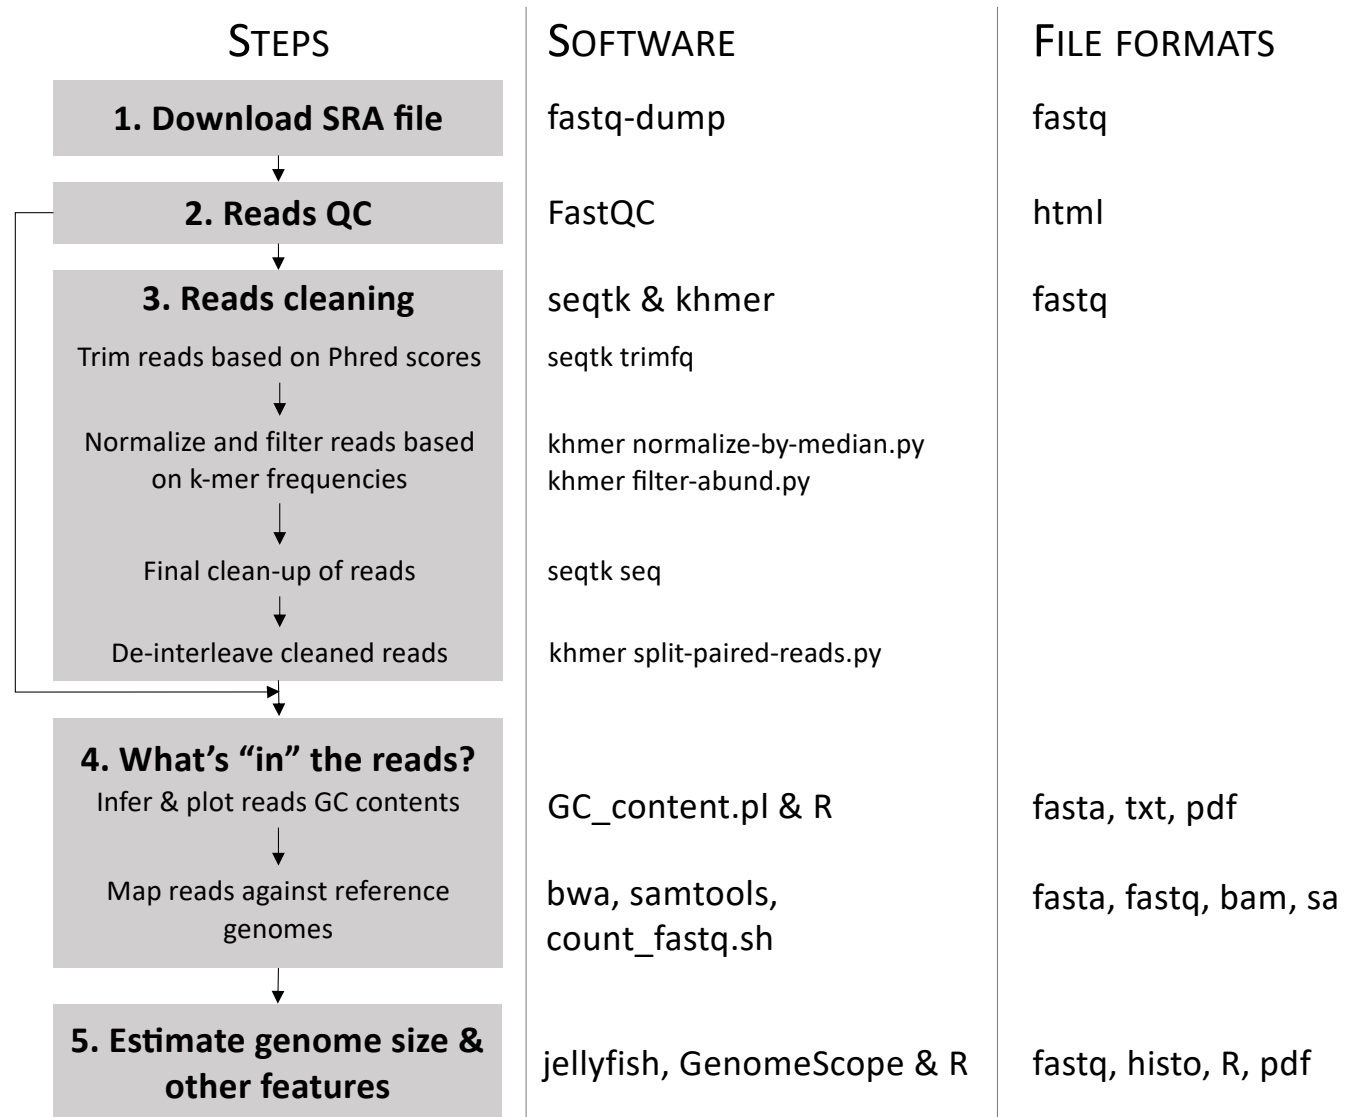 STEPS
SOFTWARE
FILE FORMATS
1. Download SRA file
fastq-dump
fastq
2. Reads QC
FastQC
html
3. Reads cleaning
seqtk & khmer
fastq
Trim reads based on Phred scores
seqtk trimfq
Normalize and filter reads based
on k-mer frequencies
khmer normalize-by-median.py
khmer filter-abund.py
Final clean-up of reads
seqtk seq
De-interleave cleaned reads
khmer split-paired-reads.py
4. What’s “in” the reads?
Infer & plot reads GC contents
GC_content.pl & R
fasta, txt, pdf
Map reads against reference
genomes
bwa, samtools,
count_fastq.sh
fasta, fastq, bam, sa
5. Estimate genome size &
other features
jellyfish, GenomeScope & R
fastq, histo, R, pdf